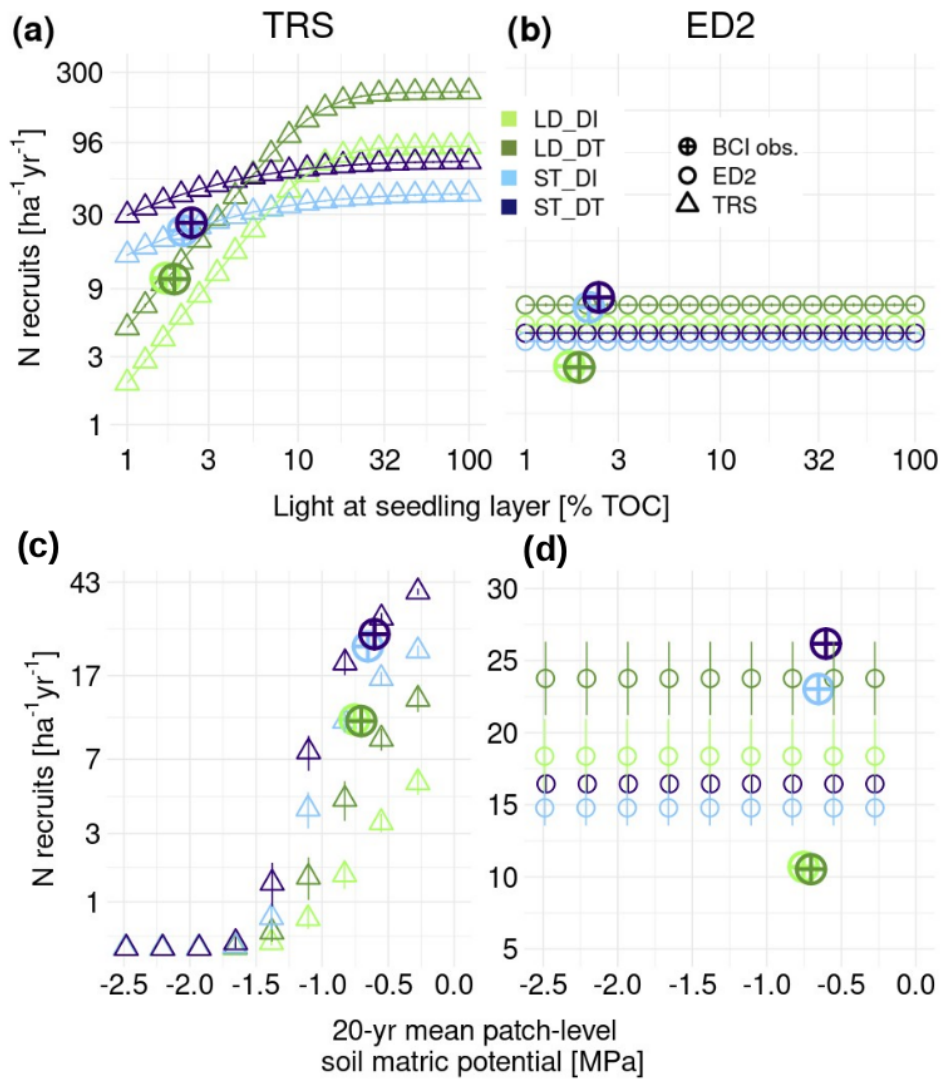 (a) TRS
(b) ED2
N recruits [ha⁻¹yr⁻¹]
300
96
30
9
3
1
1 3 10 32 100
LD_DI
LD_DT
ST_DI
ST_DT
BCI obs.
ED2
TRS
1 3 10 32 100
Light at seedling layer [% TOC]
(c)
N recruits [ha⁻¹yr⁻¹]
43
17
7
3
1
-2.5 -2.0 -1.5 -1.0 -0.5 0.0
(d)
30
25
20
15
10
5
-2.5 -2.0 -1.5 -1.0 -0.5 0.0
20-yr mean patch-level
soil matric potential [MPa]